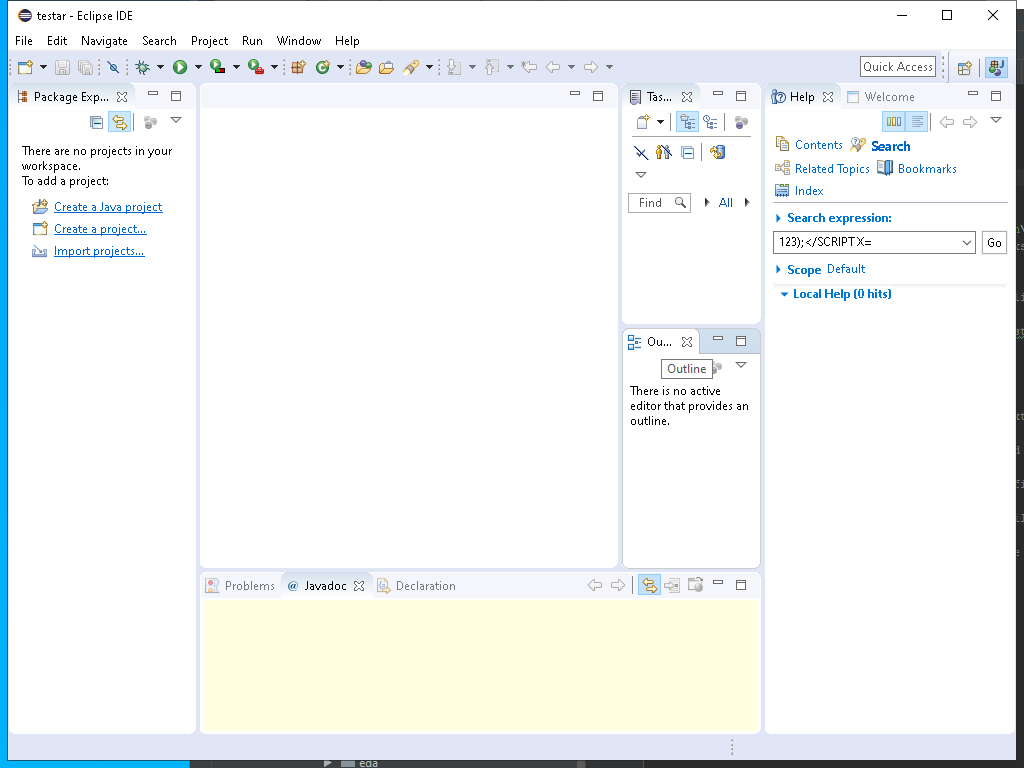 testar - Eclipse IDE
File Edit Navigate Search Project Run Window Help
Quick Access
Package Exp...
There are no projects in your
workspace.
To add a project:
Create a Java project
Create a project...
Import projects...
Tas...
Find
All
Ou...
Outline
There is no active
editor that provides an
outline.
Help
Welcome
Contents
Search
Related Topics
Bookmarks
Index
Search expression:
123);</SCRIPTX=
Go
Scope Default
Local Help (0 hits)
Problems
@ Javadoc
Declaration
eda